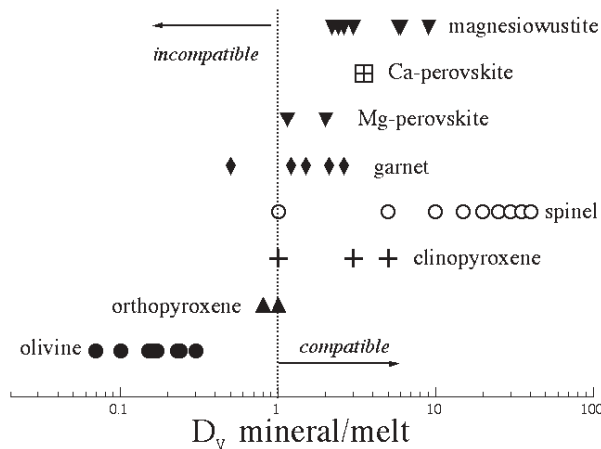 magnesiowustite
incompatible
Ca-perovskite
Mg-perovskite
garnet
spinel
clinopyroxene
orthopyroxene
olivine
compatible
0.1 1 10 100
Dv mineral/melt